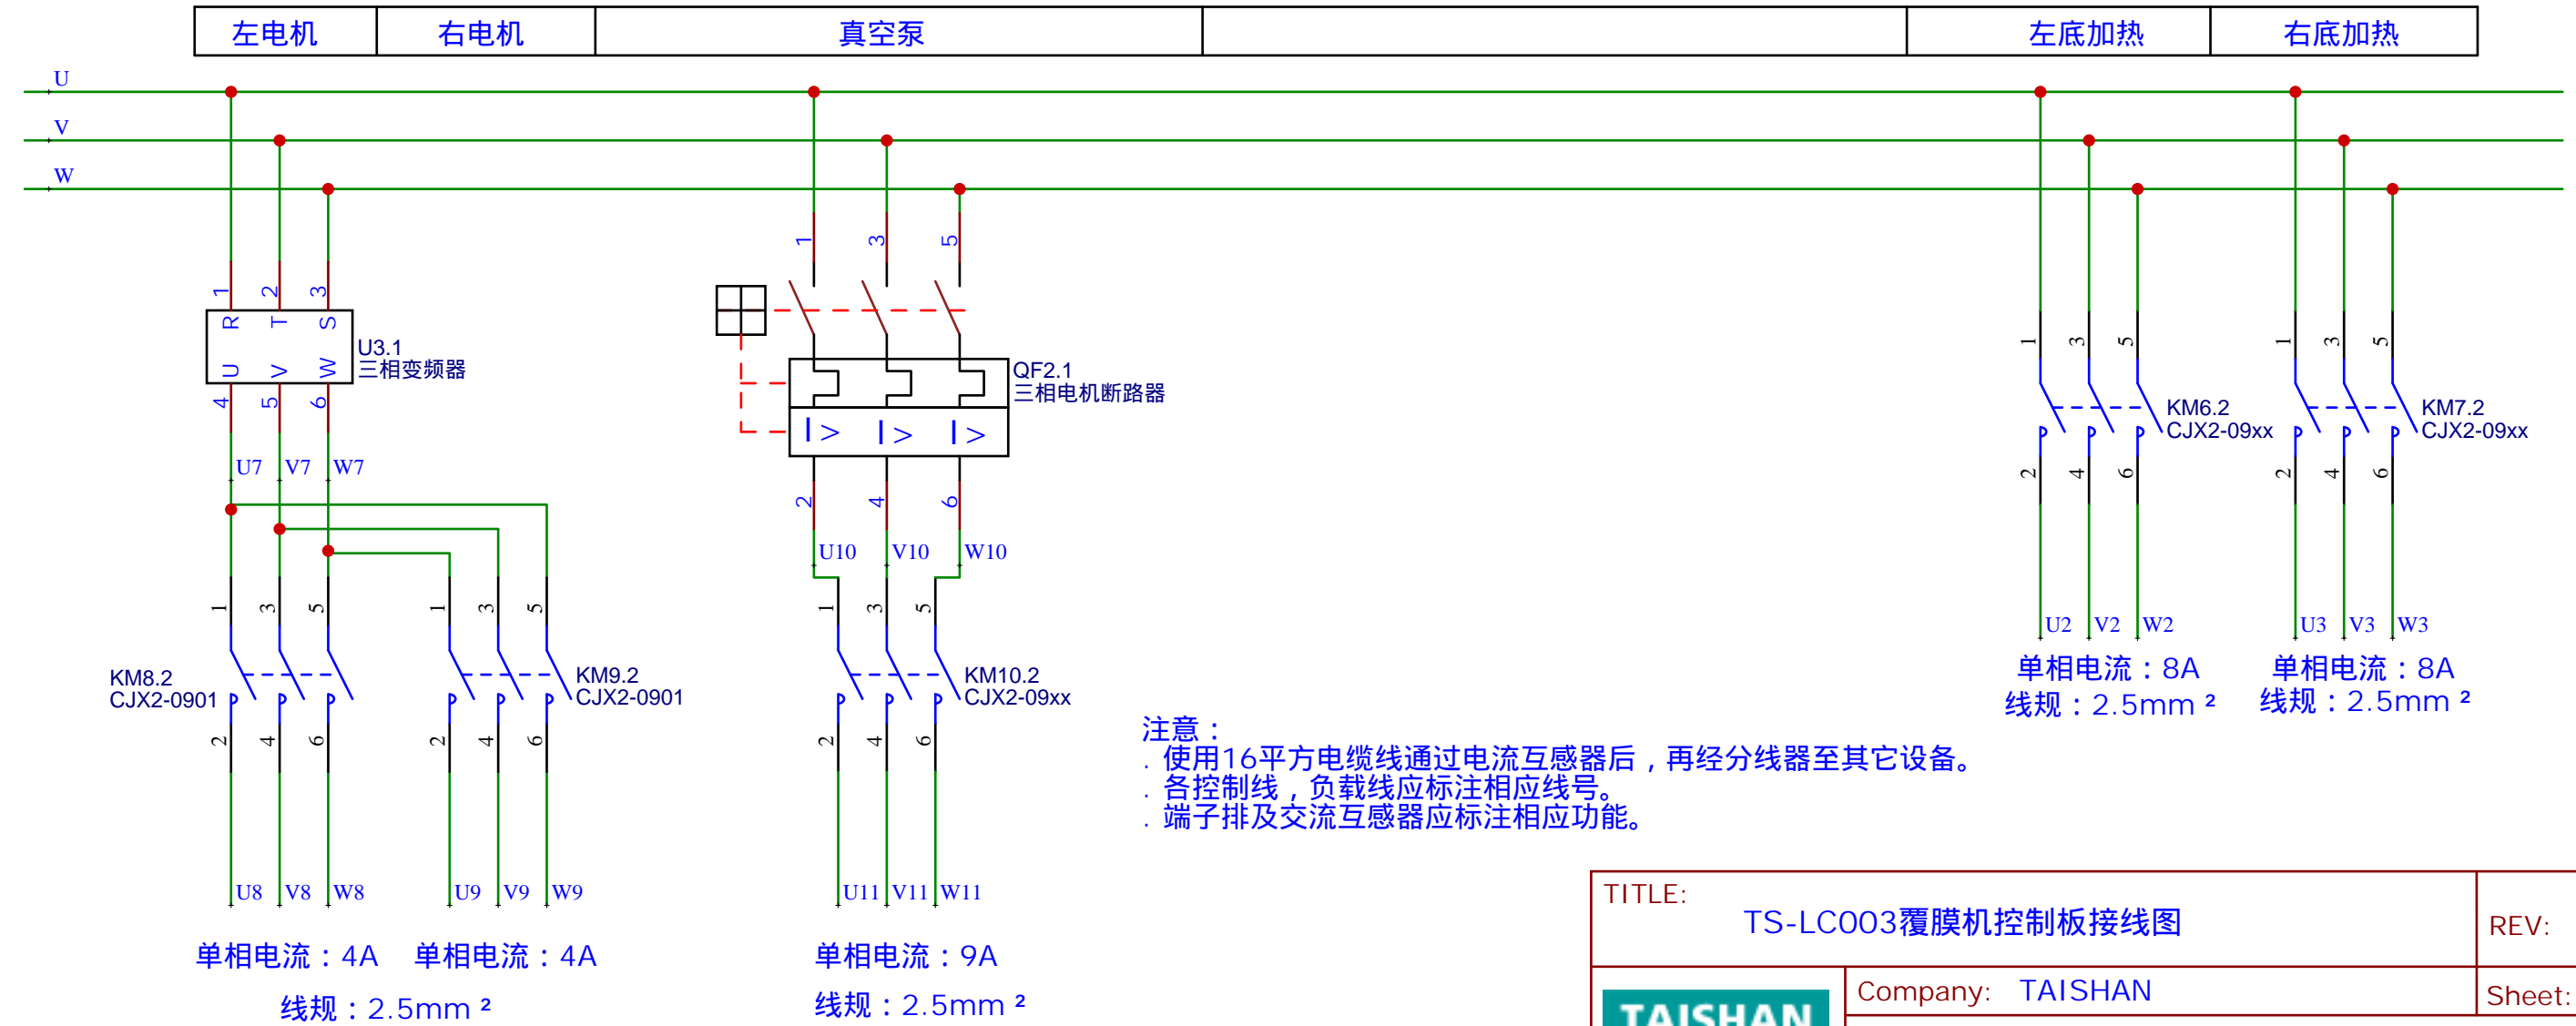 左电机 右电机 真空泵 左底加热 右底加热
U
V
W
1 3 5
1 2 3
R T S
U3.1
三相变频器
U V W
4 5 6
QF2.1
三相电机断路器
I> I> I>
1 3 5 1 3 5
KM6.2
CJX2-09xx
KM7.2
CJX2-09xx
2 4 6 2 4 6
U7 V7 W7
2 4 6
U10 V10 W10
1 3 5 1 3 5 1 3 5
KM8.2
CJX2-0901
KM9.2
CJX2-0901
KM10.2
CJX2-09xx
2 4 6 2 4 6 2 4 6
U2 V2 W2 U3 V3 W3
单相电流：8A 单相电流：8A
线规：2.5mm² 线规：2.5mm²
注意：
. 使用16平方电缆线通过电流互感器后，再经分线器至其它设备。
. 各控制线，负载线应标注相应线号。
. 端子排及交流互感器应标注相应功能。
U8 V8 W8 U9 V9 W9 U11 V11 W11
单相电流：4A 单相电流：4A 单相电流：9A
线规：2.5mm² 线规：2.5mm²
TITLE:
TS-LC003覆膜机控制板接线图
REV:
Company: TAISHAN
Sheet:
TAISHAN